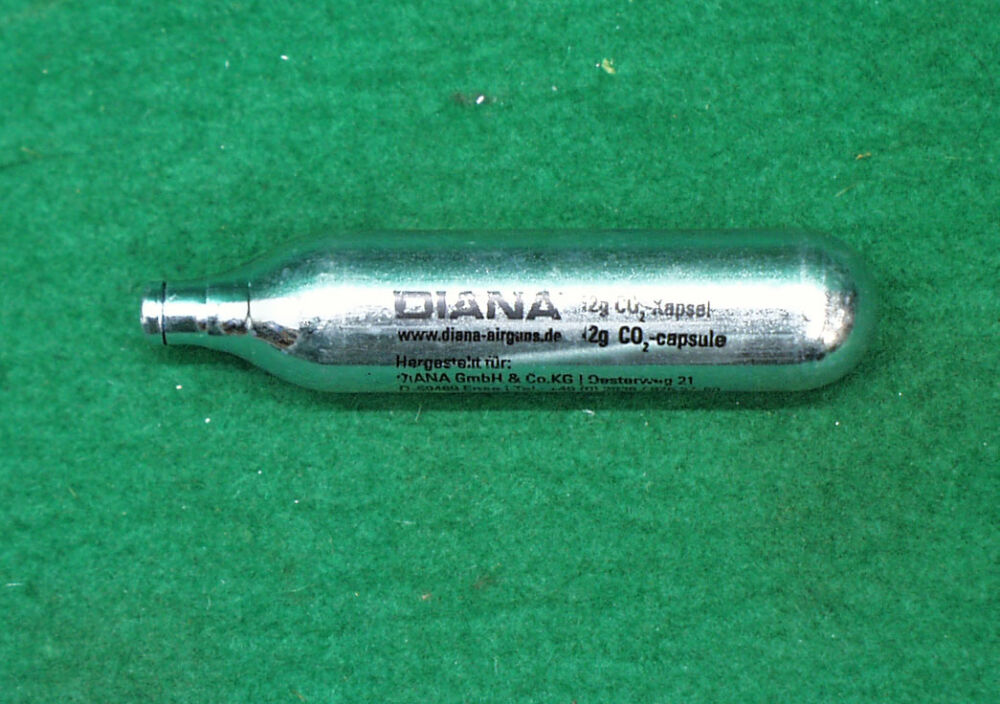 DIANA 12g CO₂-Kapsel
www.diana-airguns.de 12g CO₂-capsule
Hergestellt für:
DIANA GmbH & Co.KG | Oesterweg 21